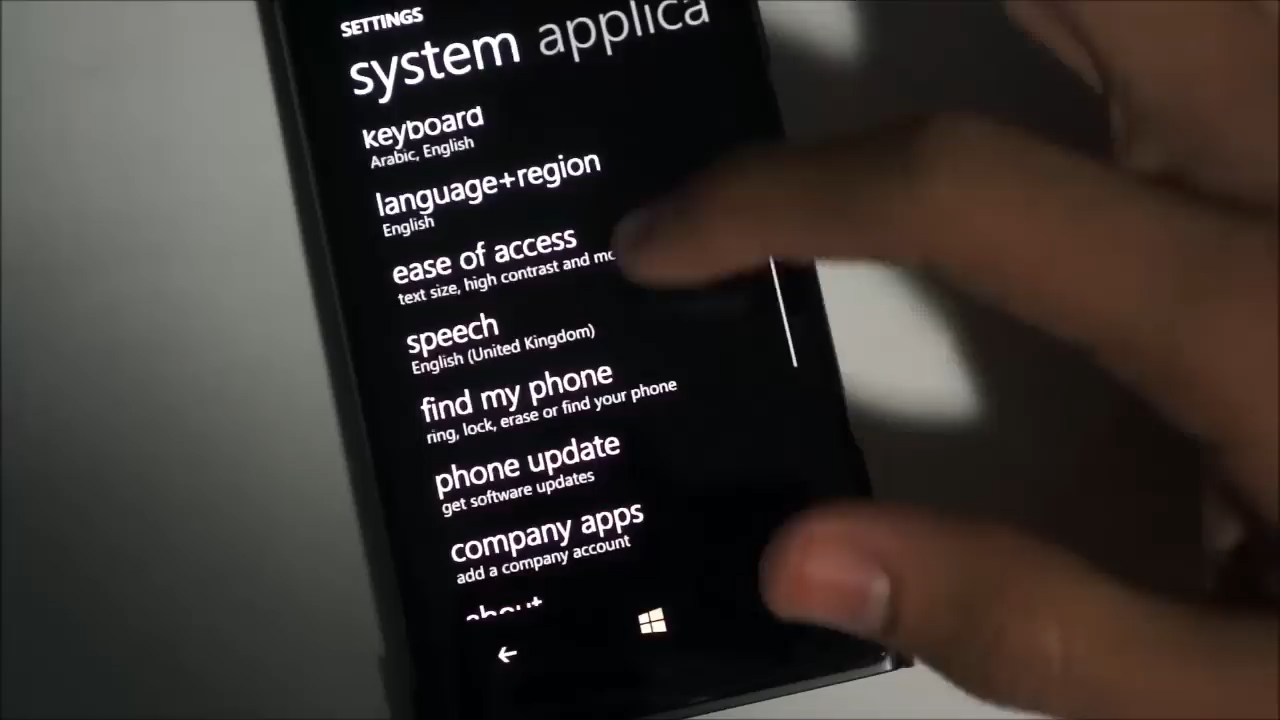 SETTINGS
system applica
keyboard
Arabic, English
language+region
English
ease of access
text size, high contrast and mo
speech
English (United Kingdom)
find my phone
ring, lock, erase or find your phone
phone update
get software updates
company apps
add a company account
about